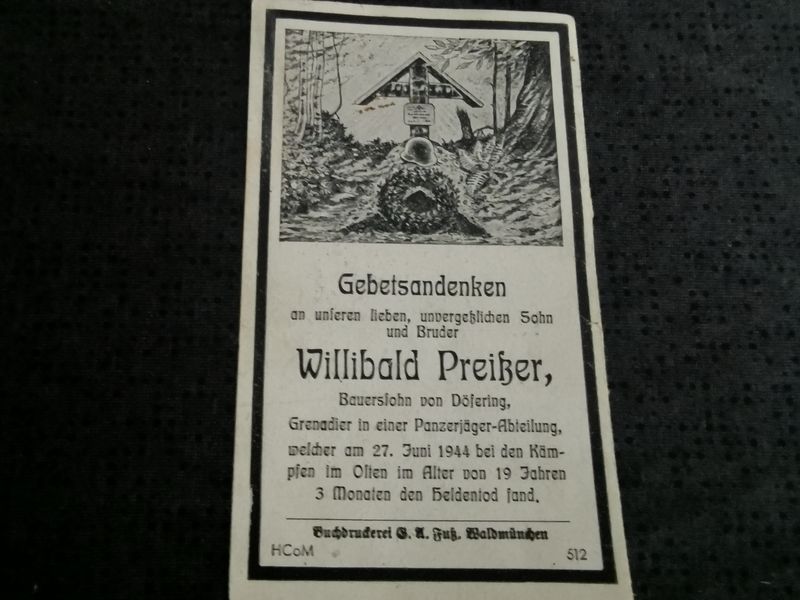 Gebetsandenken
an unseren lieben, unvergeßlichen Sohn
und Bruder
Willibald Preißer,
Bauerssohn von Döfering,
Grenadier in einer Panzerjäger-Abteilung,
welcher am 27. Juni 1944 bei den Käm-
pfen im Osten im Alter von 19 Jahren
3 Monaten den Heldentod fand.
Buchdruckerei E. A. Fuß, Waldmünchen
HCoM
512